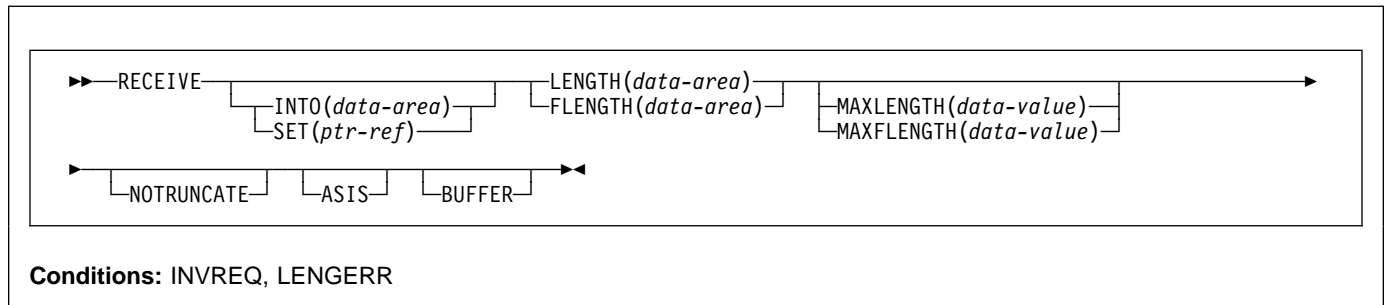 RECEIVE LENGTH(data-area)
INTO(data-area) FLENGTH(data-area) MAXLENGTH(data-value)
SET(ptr-ref) MAXFLENGTH(data-value)
NOTRUNCATE ASIS BUFFER
Conditions: INVREQ, LENGERR